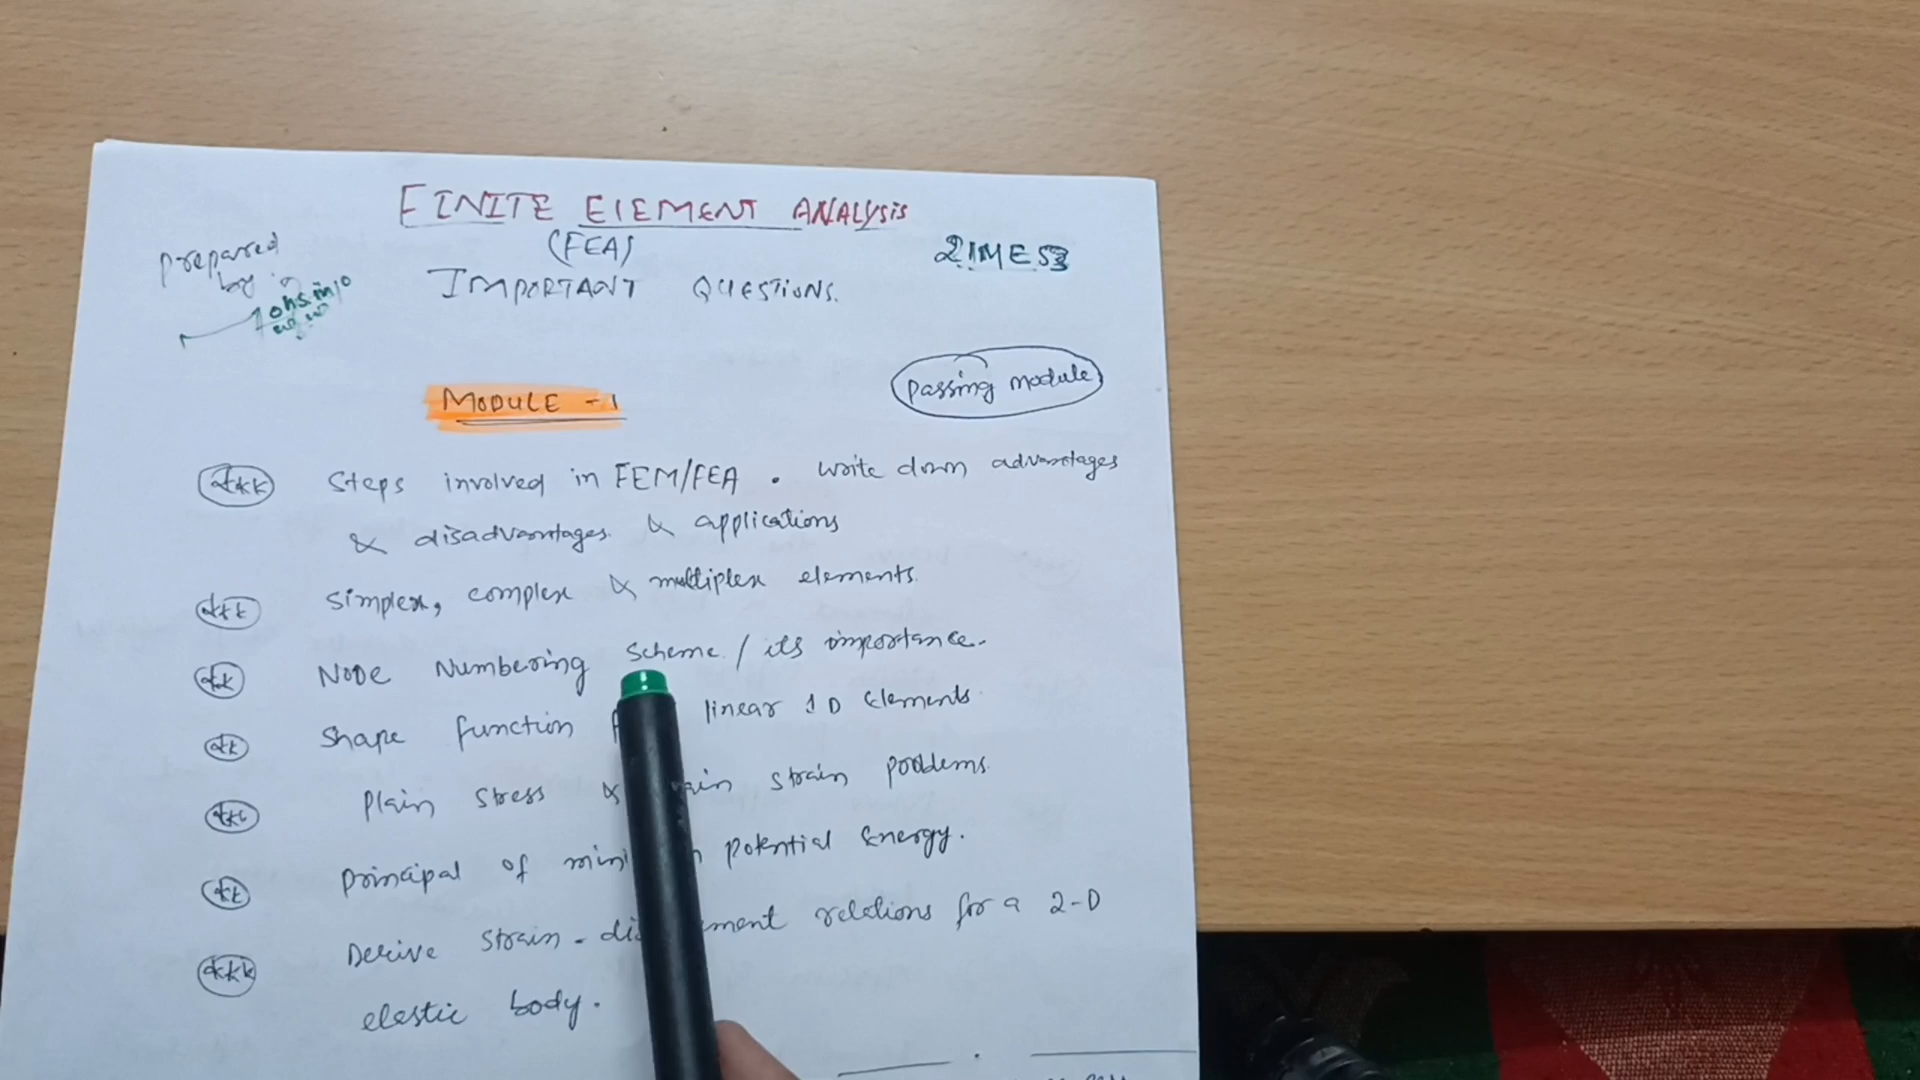 FINITE ELEMENT ANALYSIS
(FEA)
21ME53
prepared
by
IMPORTANT QUESTIONS.
passing module
MODULE -1
Steps involved in FEM/FEA. write down advantages
& disadvantages & applications
simplex, complex & multiplex elements.
Node Numbering Scheme / its importance.
shape function linear 1D Elements
plain stress & strain problems.
principal of potential Energy.
Derive strain - relations for a 2-D
elastic body.